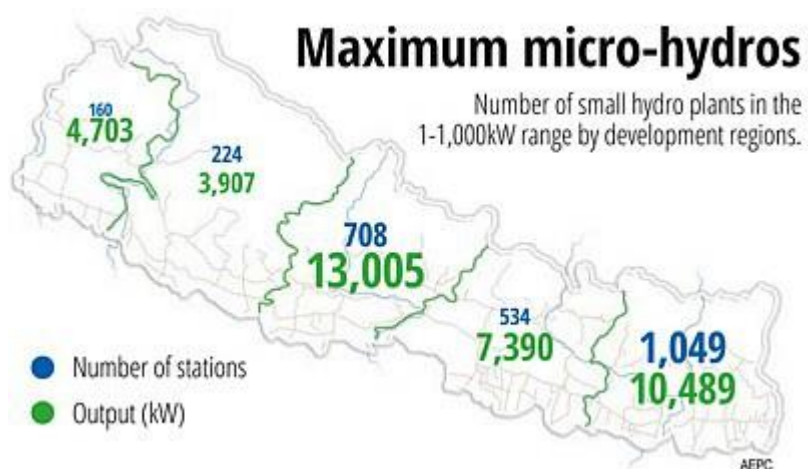 Maximum micro-hydros
Number of small hydro plants in the
1-1,000kW range by development regions.
160
4,703
224
3,907
708
13,005
534
7,390
1,049
10,489
Number of stations
Output (kW)
AEPC